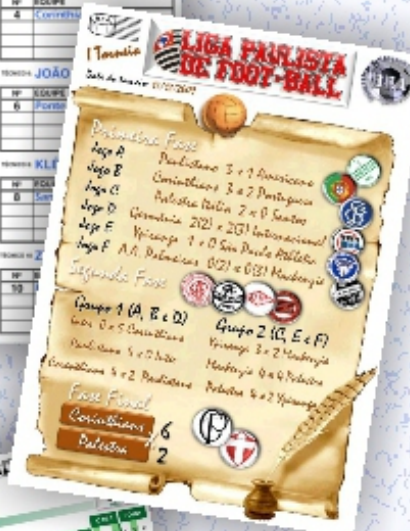 Nº EQUIPE
4 Corinthi
TÉCNICO: JOÃO
Nº EQUIPE
6 Ponte
TÉCNICO: KLE
Nº EQUIPE
8 San
TÉCNICO: Z
Nº
10
I Torneio
LIGA PAULISTA
DE FOOT-BALL
Primeira Fase
Jogo A Paulistano 3 x 1 Americano
Jogo B Corinthians 3 x 2 Portuguesa
Jogo C Palestra Itália 2 x 0 Santos
Jogo D Germânia 2(2) x 2(3) Internacional
Jogo E Ypiranga 1 x 0 São Paulo Athletic
Jogo F A.A. Palmeiras 0(2) x 0(3) Mackenzie
Segunda Fase
Grupo 1 (A, B e D)
Inter 0 x 5 Corinthians
Paulistano 5 x 0 Inter
Corinthians 4 x 2 Paulistano
Grupo 2 (C, E e F)
Ypiranga 3 x 2 Mackenzie
Mackenzie 4 x 4 Palestra
Palestra 4 x 2 Ypiranga
Fase Final
Corinthians 6
Palestra 2